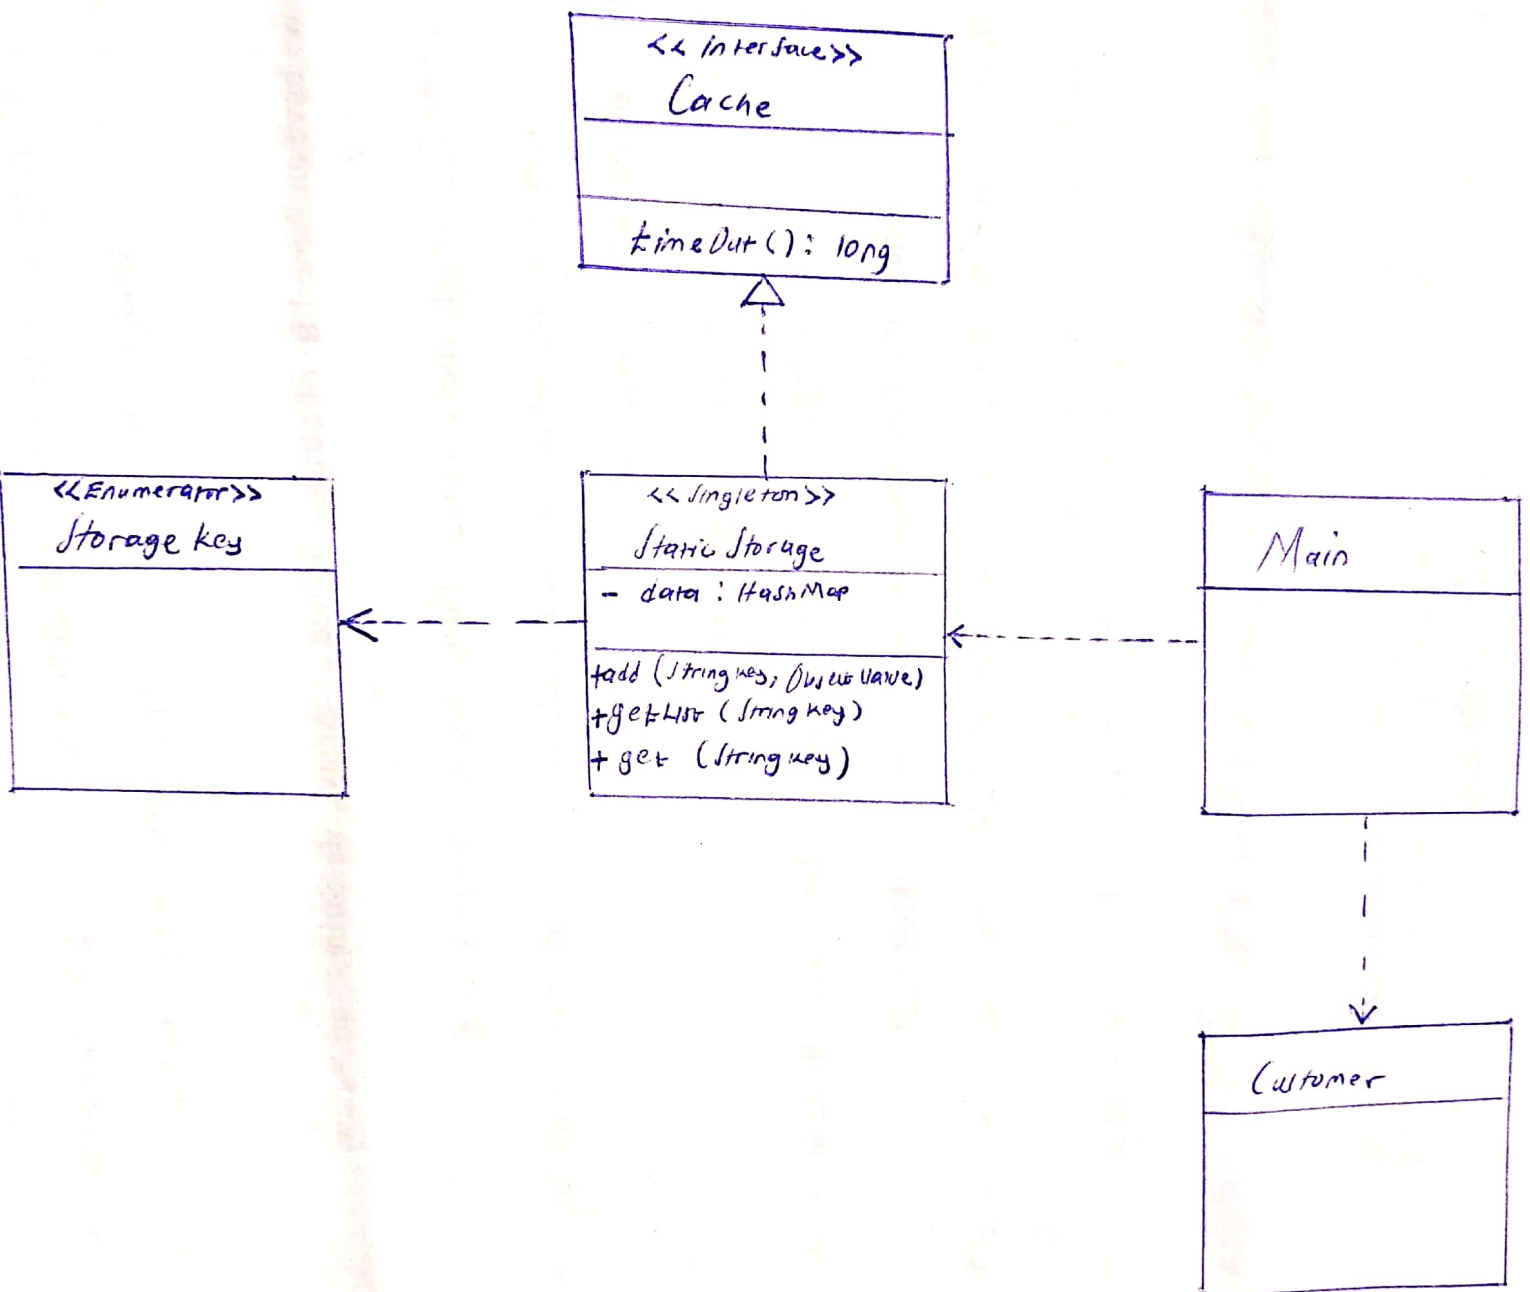 << interface >>
Cache
timeOut() : long
<<Enumerator>>
Storage key
<< Singleton >>
Static Storage
- data : HashMap
+add (String key, Object Value)
+getList (String key)
+ get (String key)
Main
Customer